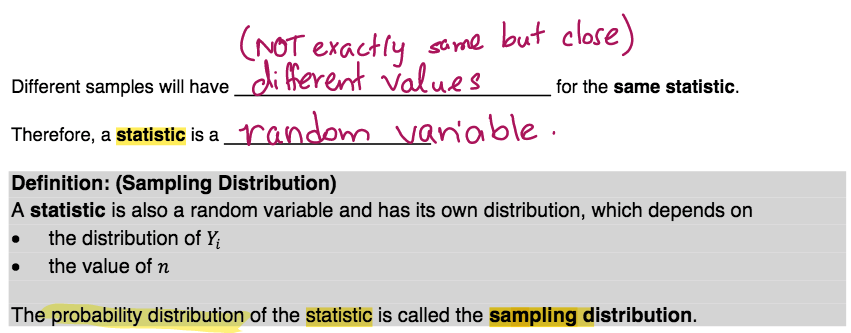 (NOT exactly same but close)
Different samples will have different values for the same statistic.
Therefore, a statistic is a random variable.
Definition: (Sampling Distribution)
A statistic is also a random variable and has its own distribution, which depends on
• the distribution of Yᵢ
• the value of n
The probability distribution of the statistic is called the sampling distribution.